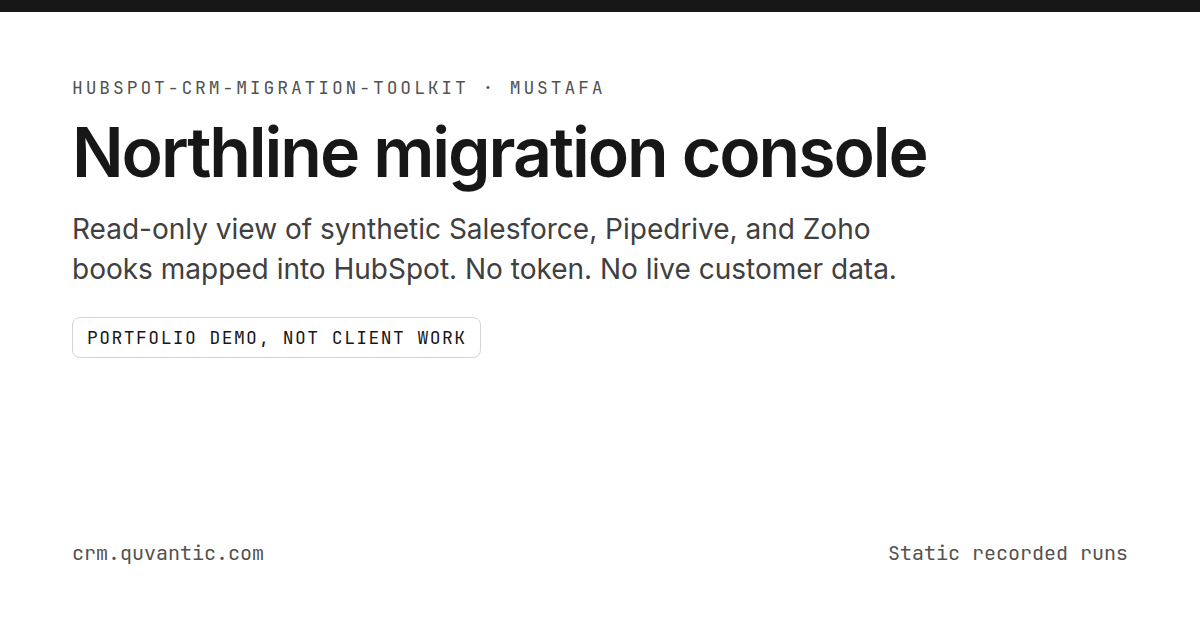 HUBSPOT-CRM-MIGRATION-TOOLKIT · MUSTAFA
Northline migration console
Read-only view of synthetic Salesforce, Pipedrive, and Zoho
books mapped into HubSpot. No token. No live customer data.
PORTFOLIO DEMO, NOT CLIENT WORK
crm.quvantic.com
Static recorded runs